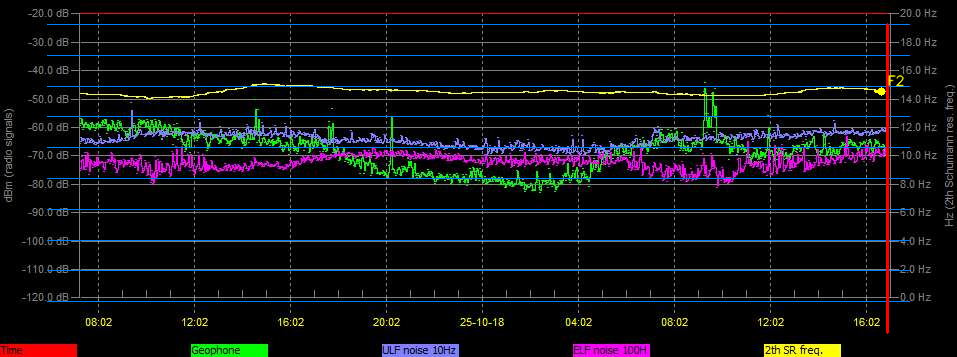 -20.0 dB 20.0 Hz
-30.0 dB 18.0 Hz
-40.0 dB 16.0 Hz
F2
-50.0 dB 14.0 Hz
-60.0 dB 12.0 Hz
-70.0 dB 10.0 Hz
-80.0 dB 8.0 Hz
-90.0 dB 6.0 Hz
-100.0 dB 4.0 Hz
-110.0 dB 2.0 Hz
-120.0 dB 0.0 Hz
dBm (radio signals)
Hz (2th Schumann res. freq.)
08:02 12:02 16:02 20:02 25-10-18 04:02 08:02 12:02 16:02
Time Geophone ULF noise 10Hz ELF noise 100H 2th SR freq.